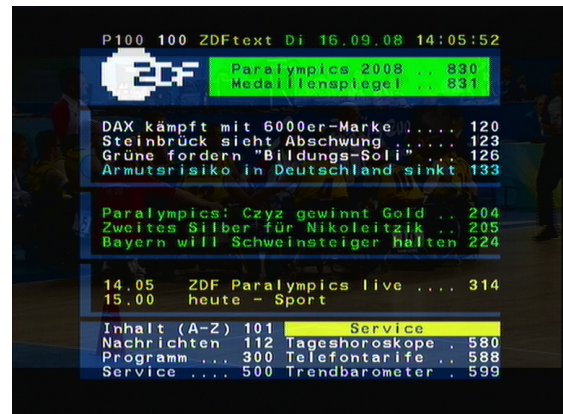 P100 100 ZDFtext Di 16.09.08 14:05:52
ZDF
Paralympics 2008 .. 830
Medaillenspiegel .. 831
DAX kämpft mit 6000er-Marke ..... 120
Steinbrück sieht Abschwung ...... 123
Grüne fordern "Bildungs-Soli" ... 126
Armutsrisiko in Deutschland sinkt 133
Paralympics: Czyz gewinnt Gold .. 204
Zweites Silber für Nikoleitzik .. 205
Bayern will Schweinsteiger halten 224
14.05 ZDF Paralympics live .... 314
15.00 heute - Sport
Inhalt (A-Z) 101 Service
Nachrichten 112 Tageshoroskope . 580
Programm ... 300 Telefontarife .. 588
Service .... 500 Trendbarometer . 599